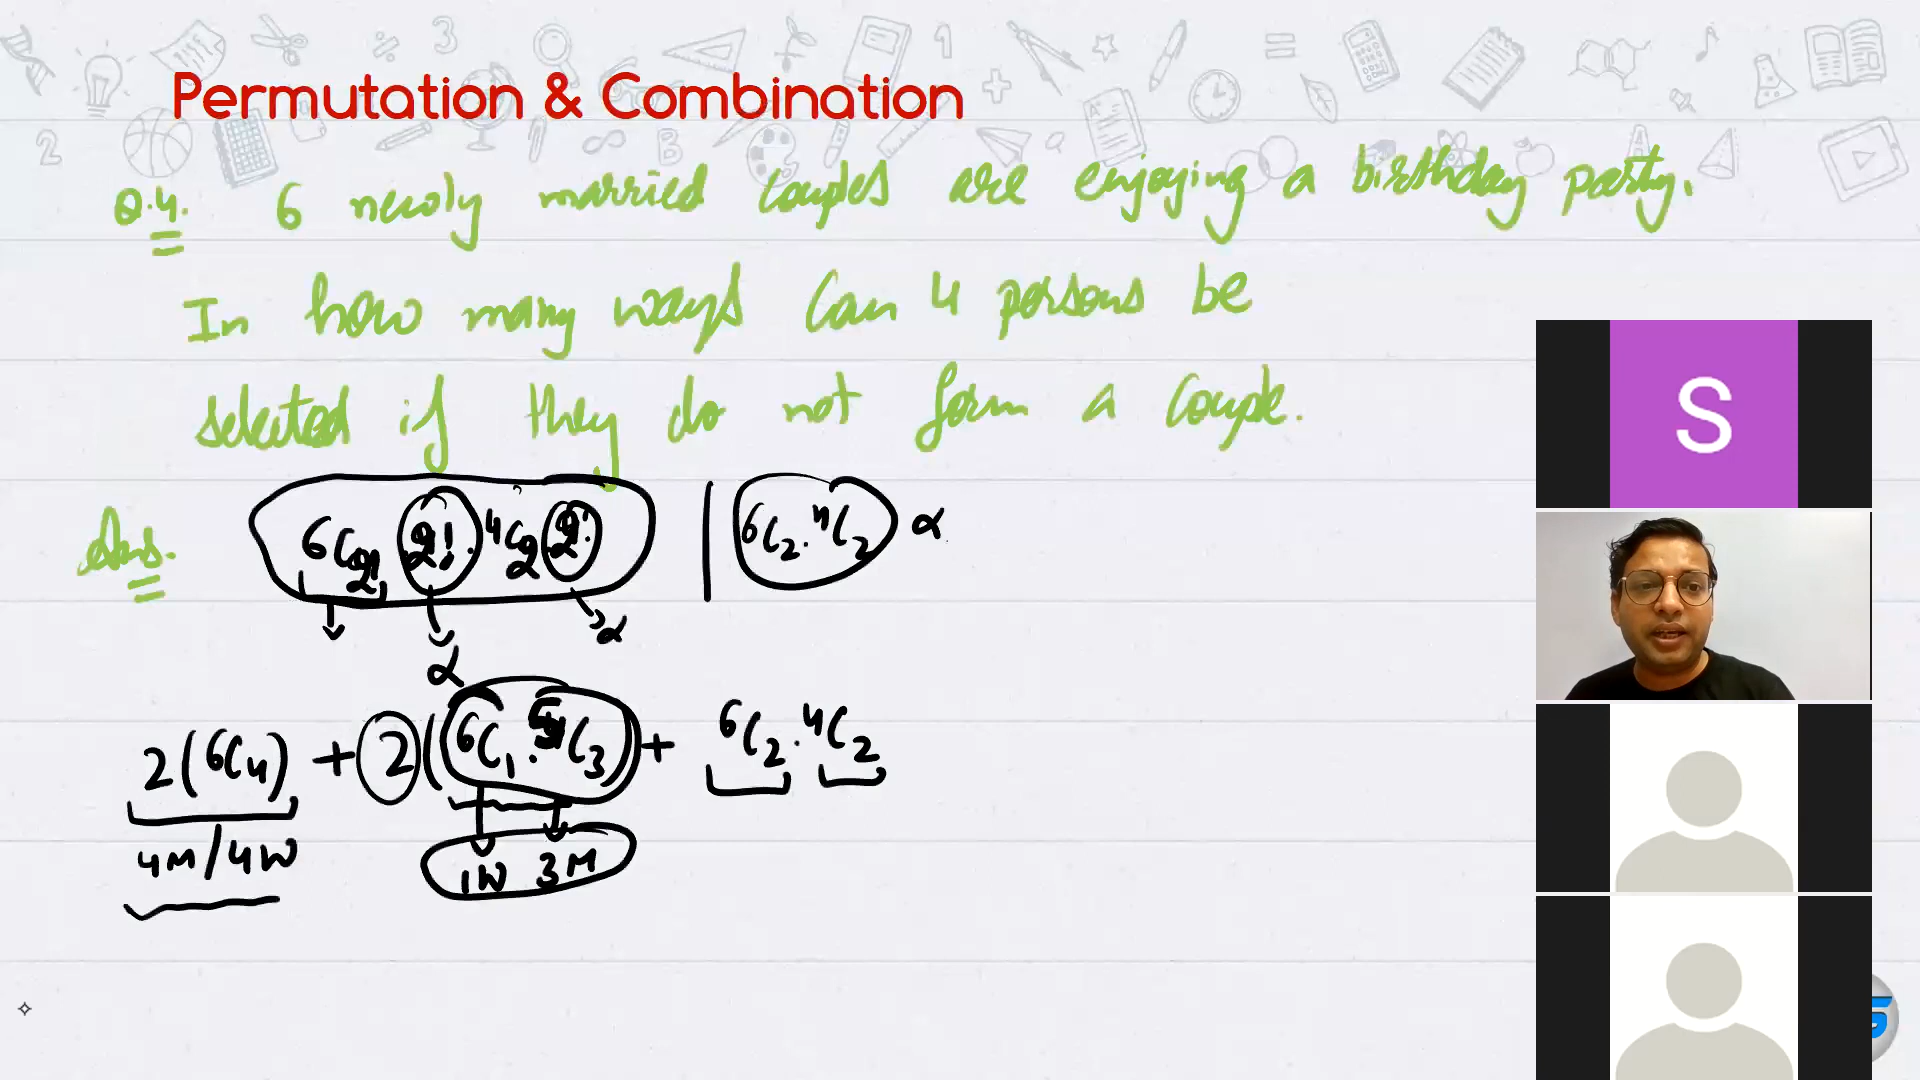 Permutation & Combination
Q.4. 6 newly married couples are enjoying a birthday party.
In how many ways can 4 persons be
selected if they do not form a couple.
Ans. 6C2 2! . 4C2 2! | 6C2 . 4C2 α
α α
2 ( 6C4 ) + 2 ( 6C1 . 5C3 ) + 6C2 . 4C2
4M / 4W 1W 3M
S